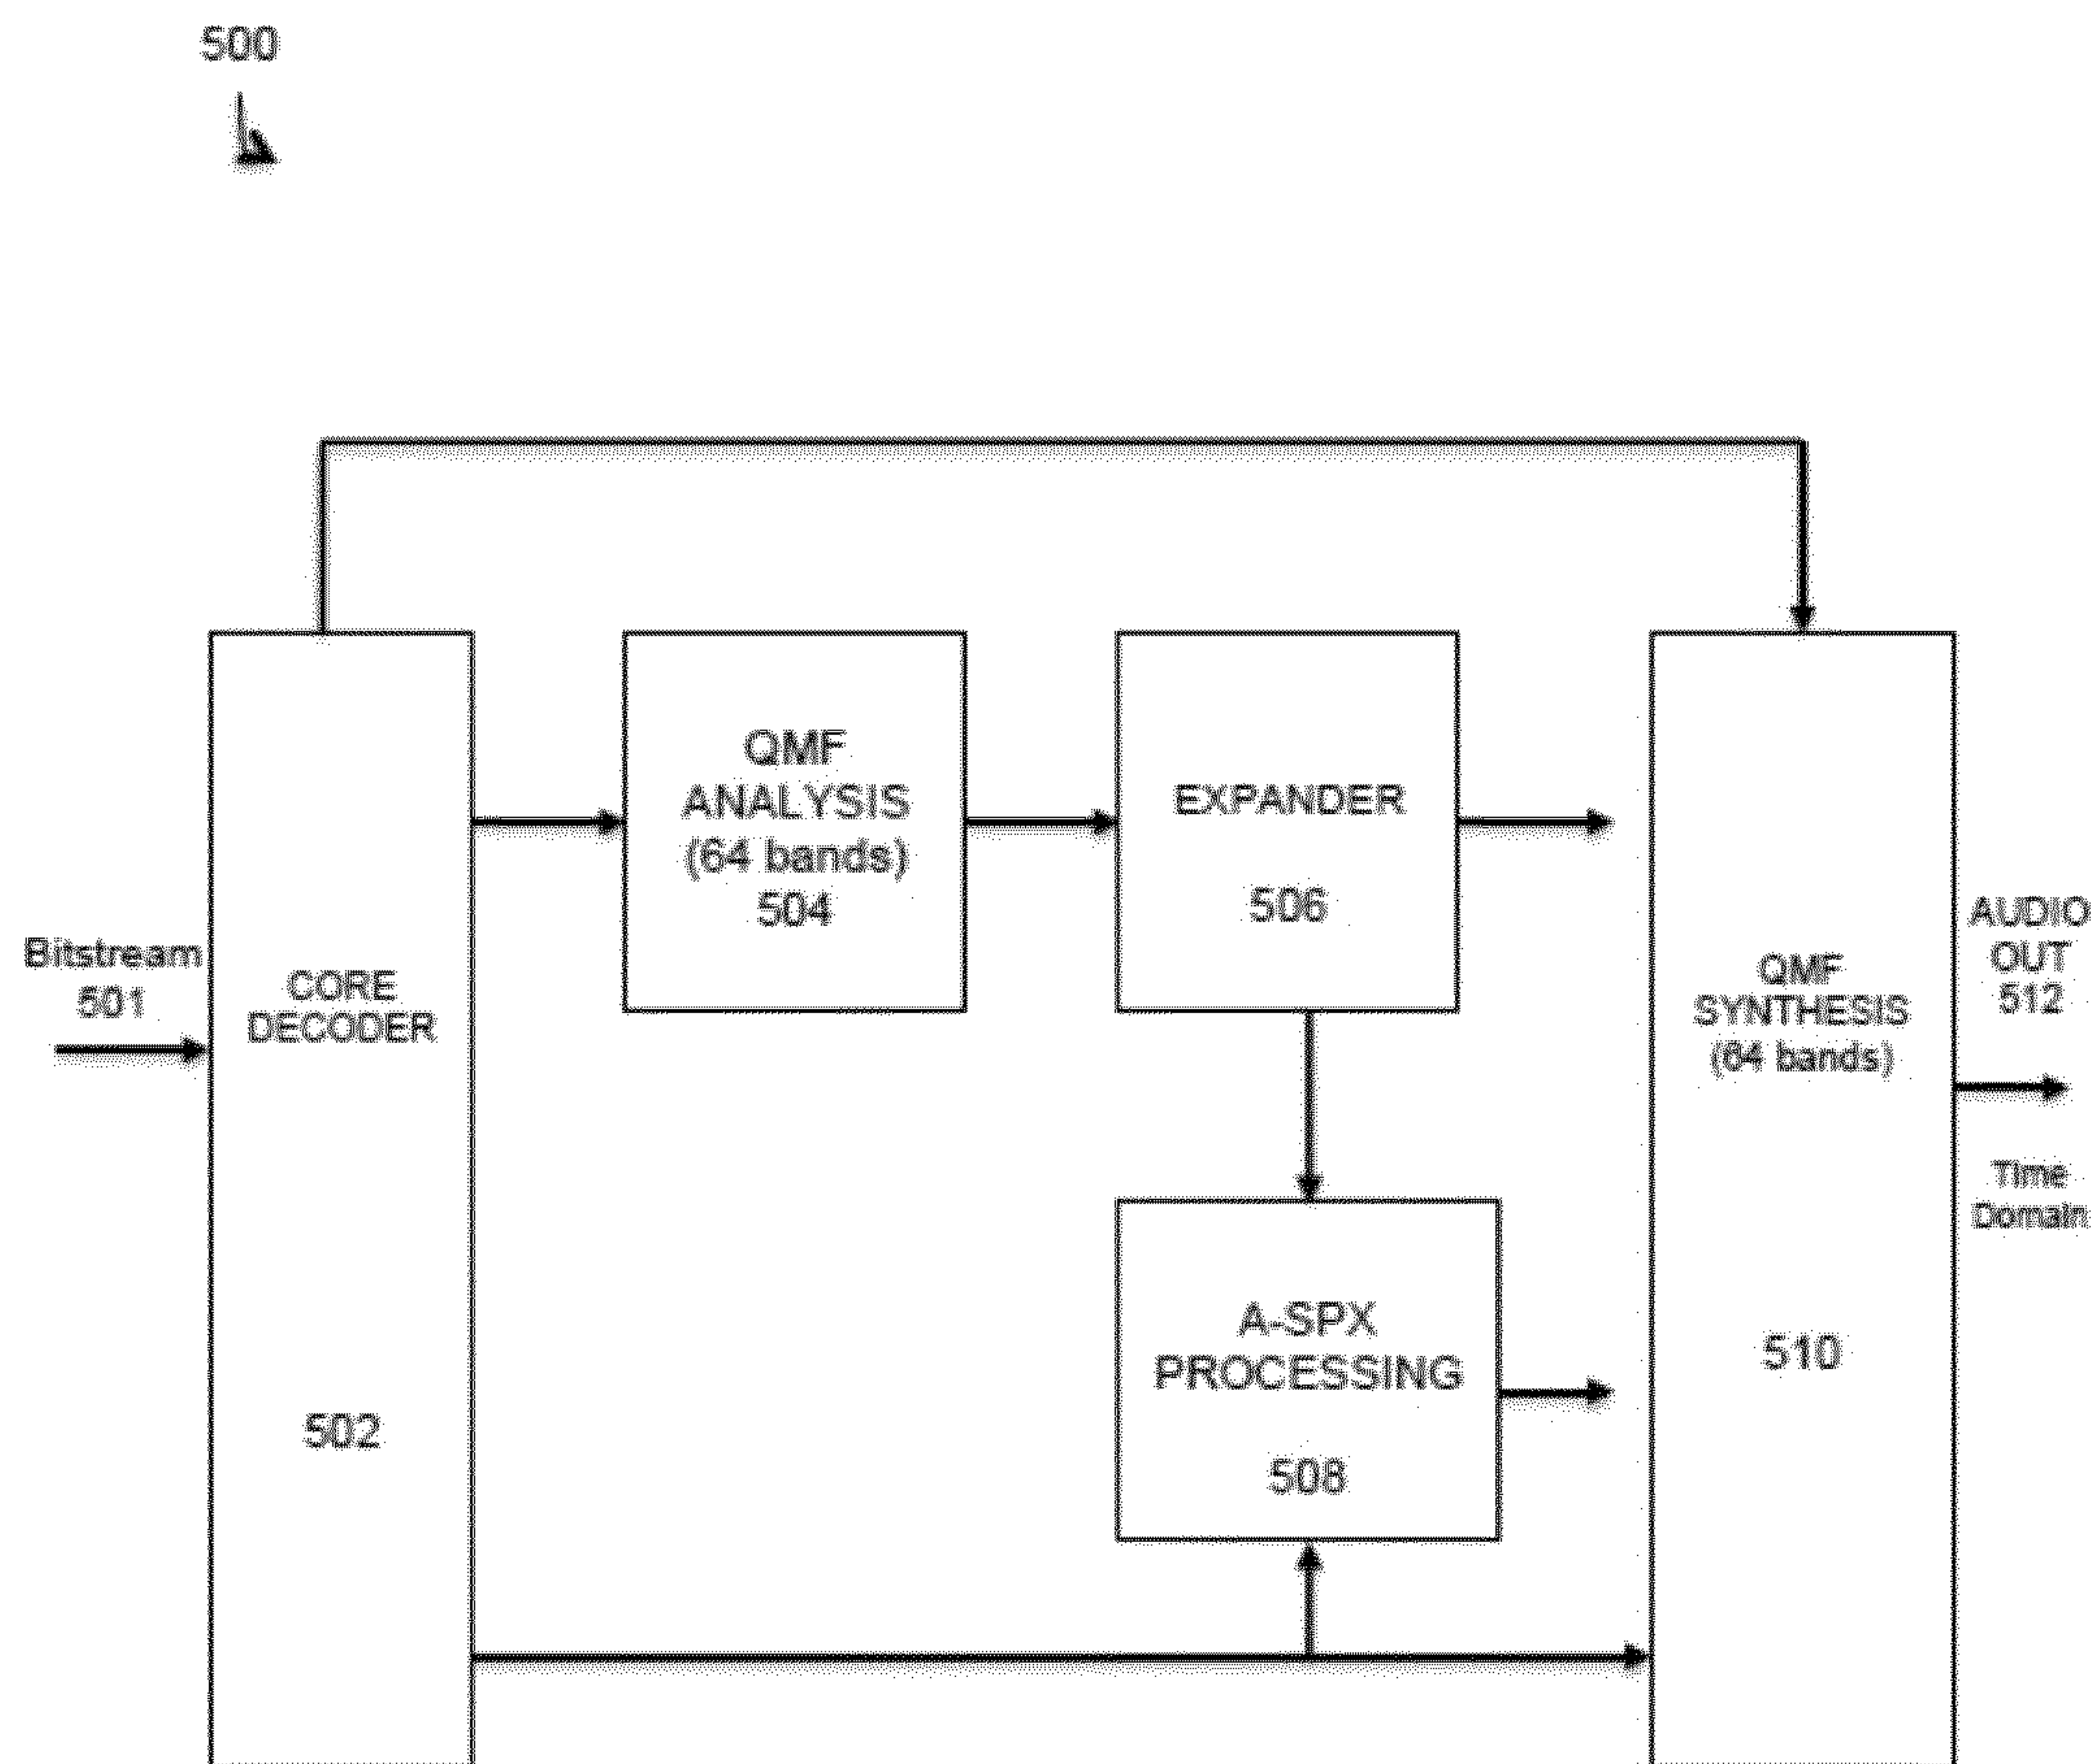 500
QMF
ANALYSIS
(64 bands)
504
EXPANDER
506
Bitstream
501
CORE
DECODER
502
A-SPX
PROCESSING
508
QMF
SYNTHESIS
(64 bands)
510
AUDIO
OUT
512
Time
Domain